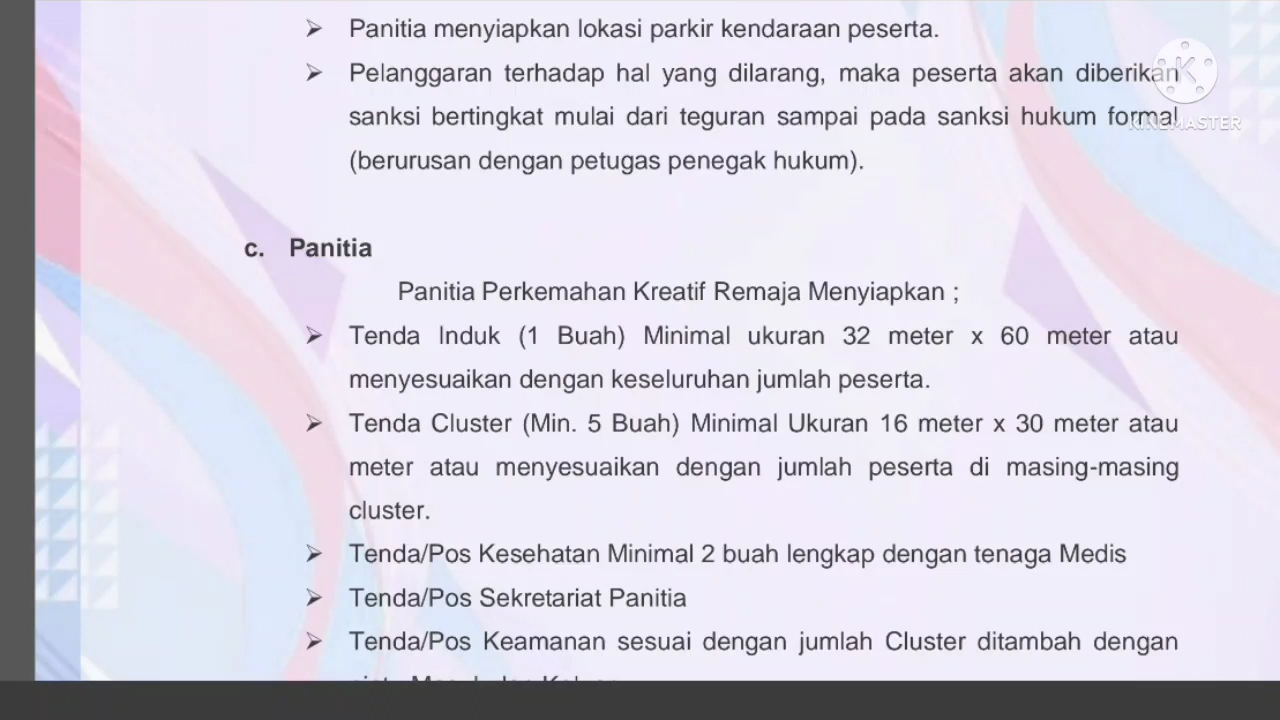 ➢ Panitia menyiapkan lokasi parkir kendaraan peserta.
➢ Pelanggaran terhadap hal yang dilarang, maka peserta akan diberikan
sanksi bertingkat mulai dari teguran sampai pada sanksi hukum formal
(berurusan dengan petugas penegak hukum).
KINEMASTER
c. Panitia
Panitia Perkemahan Kreatif Remaja Menyiapkan ;
➢ Tenda Induk (1 Buah) Minimal ukuran 32 meter x 60 meter atau
menyesuaikan dengan keseluruhan jumlah peserta.
➢ Tenda Cluster (Min. 5 Buah) Minimal Ukuran 16 meter x 30 meter atau
meter atau menyesuaikan dengan jumlah peserta di masing-masing
cluster.
➢ Tenda/Pos Kesehatan Minimal 2 buah lengkap dengan tenaga Medis
➢ Tenda/Pos Sekretariat Panitia
➢ Tenda/Pos Keamanan sesuai dengan jumlah Cluster ditambah dengan